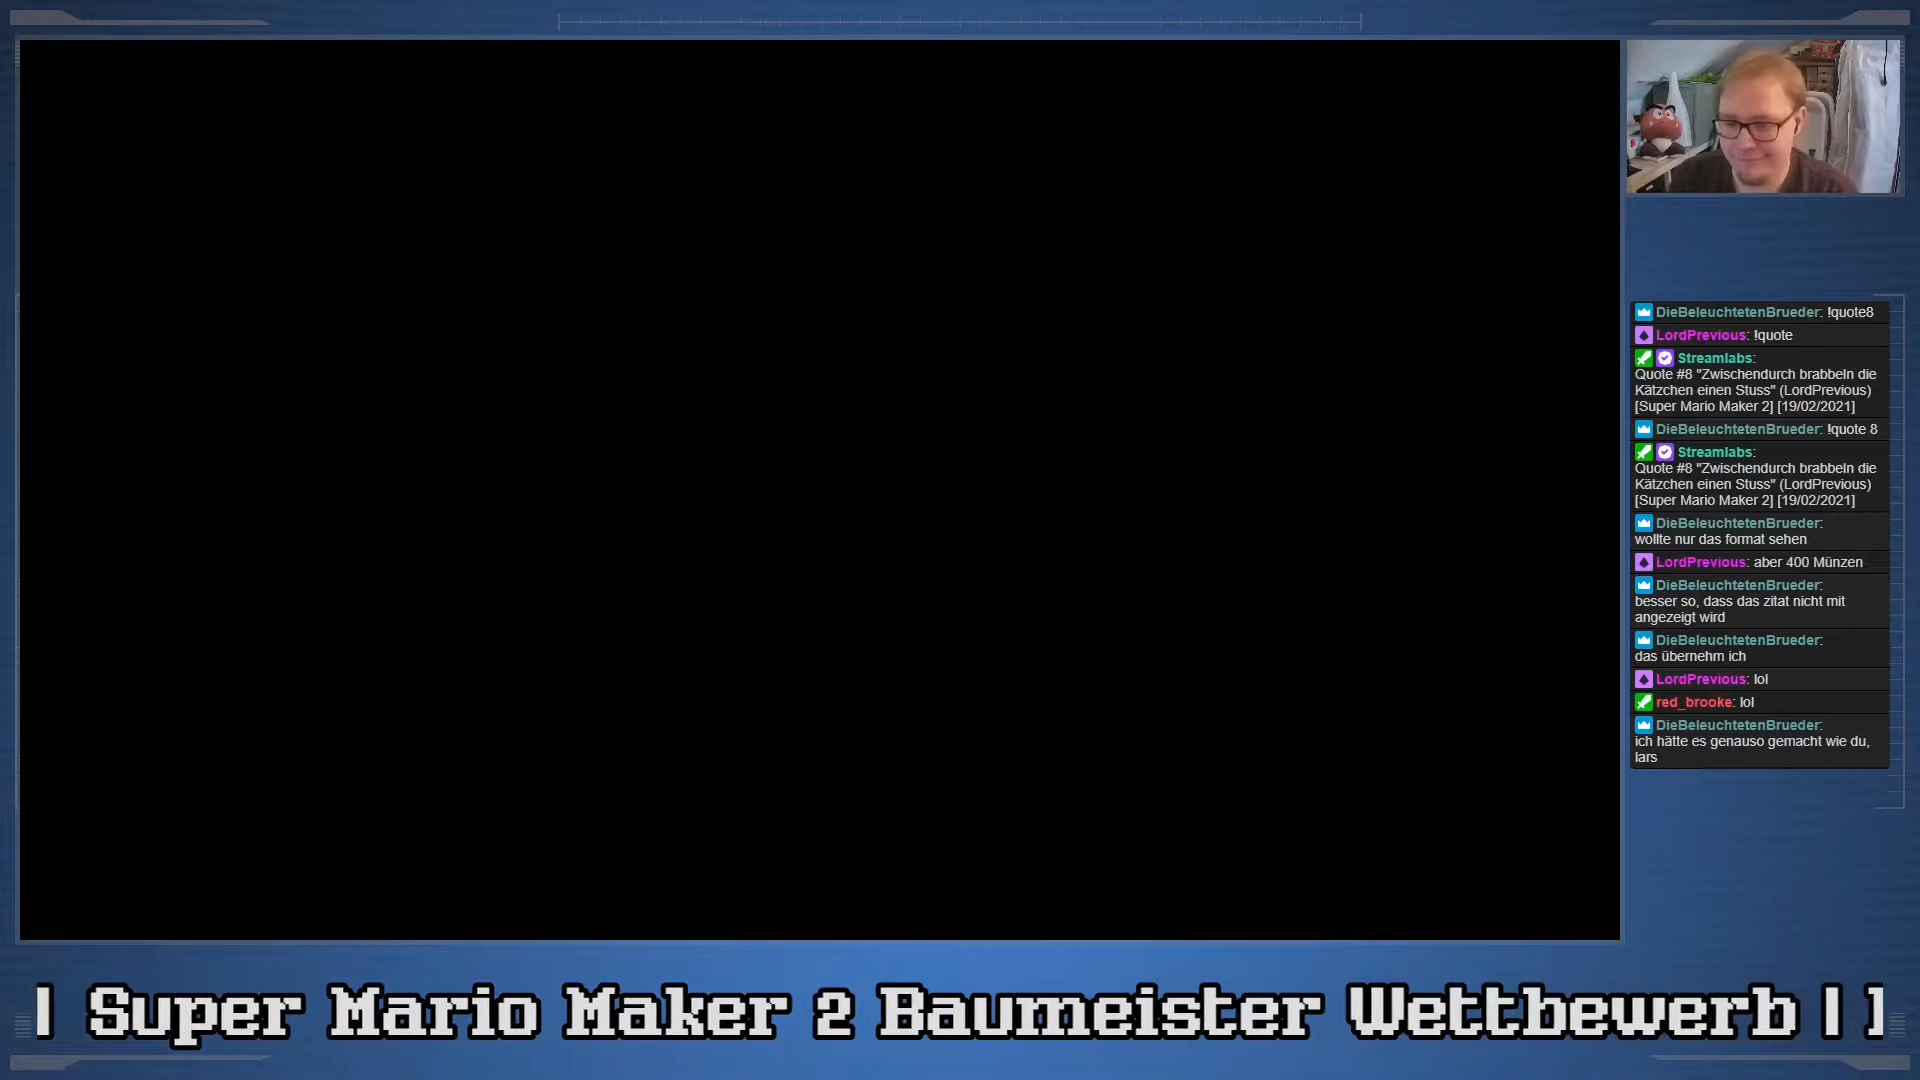 DieBeleuchtetenBrueder: !quote8
LordPrevious: !quote
Streamlabs:
Quote #8 "Zwischendurch brabbeln die
Kätzchen einen Stuss" (LordPrevious)
[Super Mario Maker 2] [19/02/2021]
DieBeleuchtetenBrueder: !quote 8
Streamlabs:
Quote #8 "Zwischendurch brabbeln die
Kätzchen einen Stuss" (LordPrevious)
[Super Mario Maker 2] [19/02/2021]
DieBeleuchtetenBrueder:
wollte nur das format sehen
LordPrevious: aber 400 Münzen
DieBeleuchtetenBrueder:
besser so, dass das zitat nicht mit
angezeigt wird
DieBeleuchtetenBrueder:
das übernehm ich
LordPrevious: lol
red_brooke: lol
DieBeleuchtetenBrueder:
ich hätte es genauso gemacht wie du,
lars
| Super Mario Maker 2 Baumeister Wettbewerb |